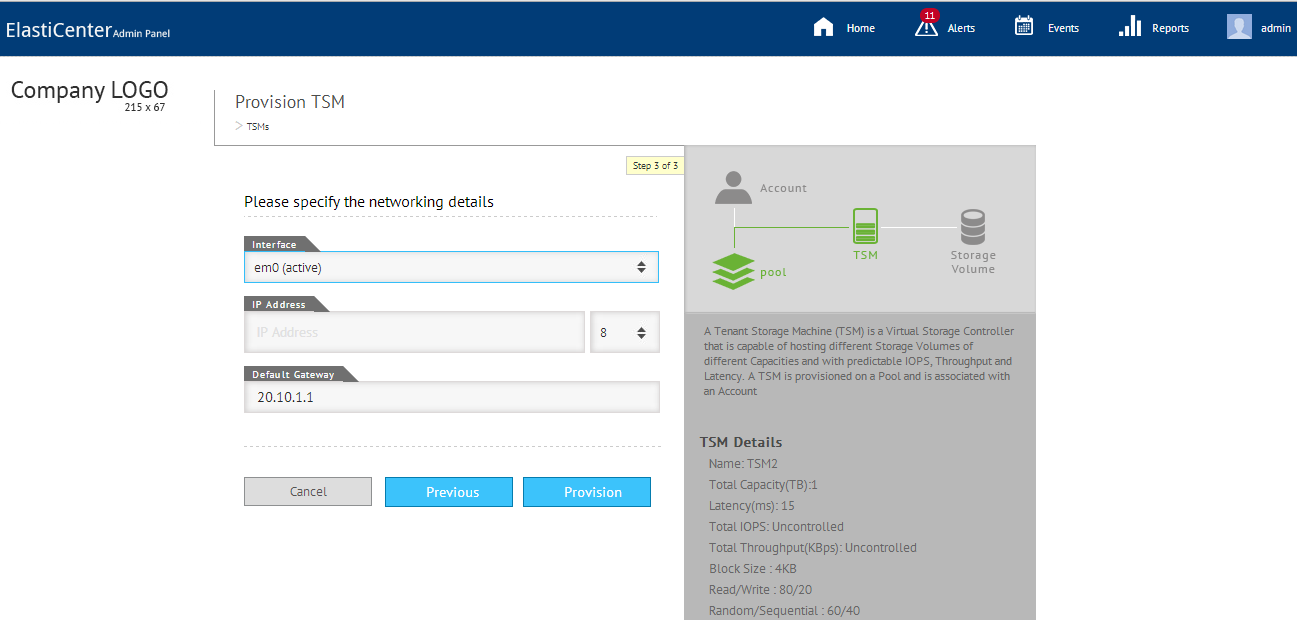 ElastiCenter Admin Panel
Home
11
Alerts
Events
Reports
admin
Company LOGO
215 x 67
Provision TSM
> TSMs
Step 3 of 3
Please specify the networking details
Interface
em0 (active)
IP Address
IP Address
8
Default Gateway
20.10.1.1
Cancel
Previous
Provision
Account
pool
TSM
Storage
Volume
A Tenant Storage Machine (TSM) is a Virtual Storage Controller
that is capable of hosting different Storage Volumes of
different Capacities and with predictable IOPS, Throughput and
Latency. A TSM is provisioned on a Pool and is associated with
an Account
TSM Details
Name: TSM2
Total Capacity(TB):1
Latency(ms): 15
Total IOPS: Uncontrolled
Total Throughput(KBps): Uncontrolled
Block Size : 4KB
Read/Write : 80/20
Random/Sequential : 60/40